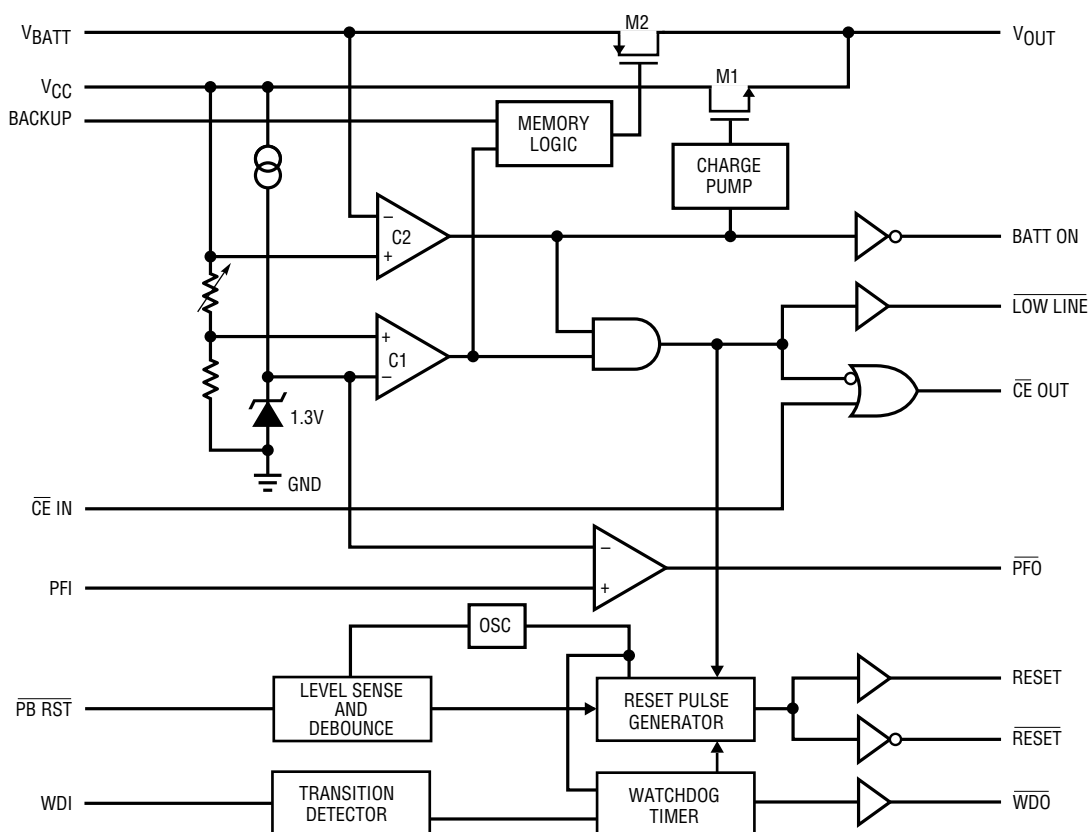 M2
VBATT
VOUT
VCC
M1
BACKUP
MEMORY
LOGIC
CHARGE
PUMP
–
C2
+
BATT ON
+
C1
–
LOW LINE
CE OUT
1.3V
GND
CE IN
–
+
PFI
PFO
OSC
PB RST
LEVEL SENSE
AND
DEBOUNCE
RESET PULSE
GENERATOR
RESET
RESET
WDI
TRANSITION
DETECTOR
WATCHDOG
TIMER
WDO